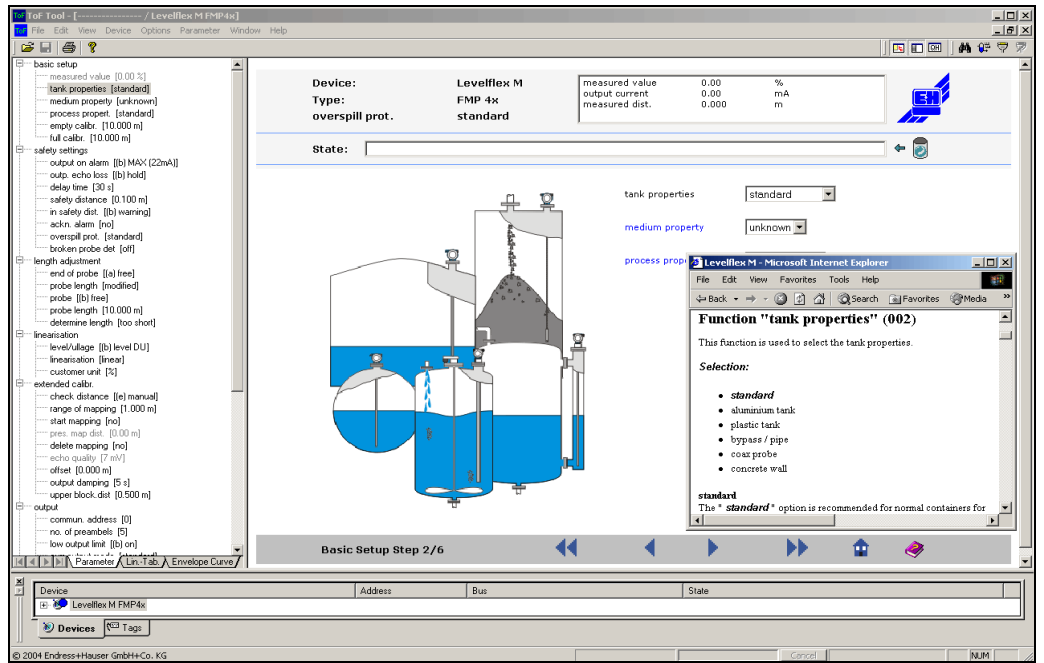 ToF Tool - [---------------- / Levelflex M FMP4x]
File Edit View Device Options Parameter Window Help
basic setup
measured value [0.00 %]
tank properties [standard]
medium property [unknown]
process propert. [standard]
empty calibr. [10.000 m]
full calibr. [10.000 m]
safety settings
output on alarm [(b) MAX (22mA)]
outp. echo loss [(b) hold]
delay time [30 s]
safety distance [0.100 m]
in safety dist. [(b) warning]
ackn. alarm [no]
overspill prot. [standard]
broken probe det [off]
length adjustment
end of probe [(a) free]
probe length [modified]
probe [(b) free]
probe length [10.000 m]
determine length [too short]
linearisation
level/ullage [(b) level DU]
linearisation [linear]
customer unit [%]
extended calibr.
check distance [(e) manual]
range of mapping [1.000 m]
start mapping [no]
pres. map dist. [0.00 m]
delete mapping [no]
echo quality [7 mV]
offset [0.000 m]
output damping [5 s]
upper block.dist [0.500 m]
output
commun. address [0]
no. of preambels [5]
low output limit [(b) on]
Parameter Lin.-Tab. Envelope Curve
Device: Levelflex M
Type: FMP 4x
overspill prot. standard
measured value 0.00 %
output current 0.00 mA
measured dist. 0.000 m
EH
State:
tank properties standard
medium property unknown
process prope
Levelflex M - Microsoft Internet Explorer
File Edit View Favorites Tools Help
Back Search Favorites Media »
Function "tank properties" (002)
This function is used to select the tank properties.
Selection:
• standard
• aluminium tank
• plastic tank
• bypass / pipe
• coax probe
• concrete wall
standard
The " standard " option is recommended for normal containers for
Basic Setup Step 2/6
Device Address Bus State
Levelflex M FMP4x
Devices Tags
© 2004 Endress+Hauser GmbH+Co. KG
Cancel NUM